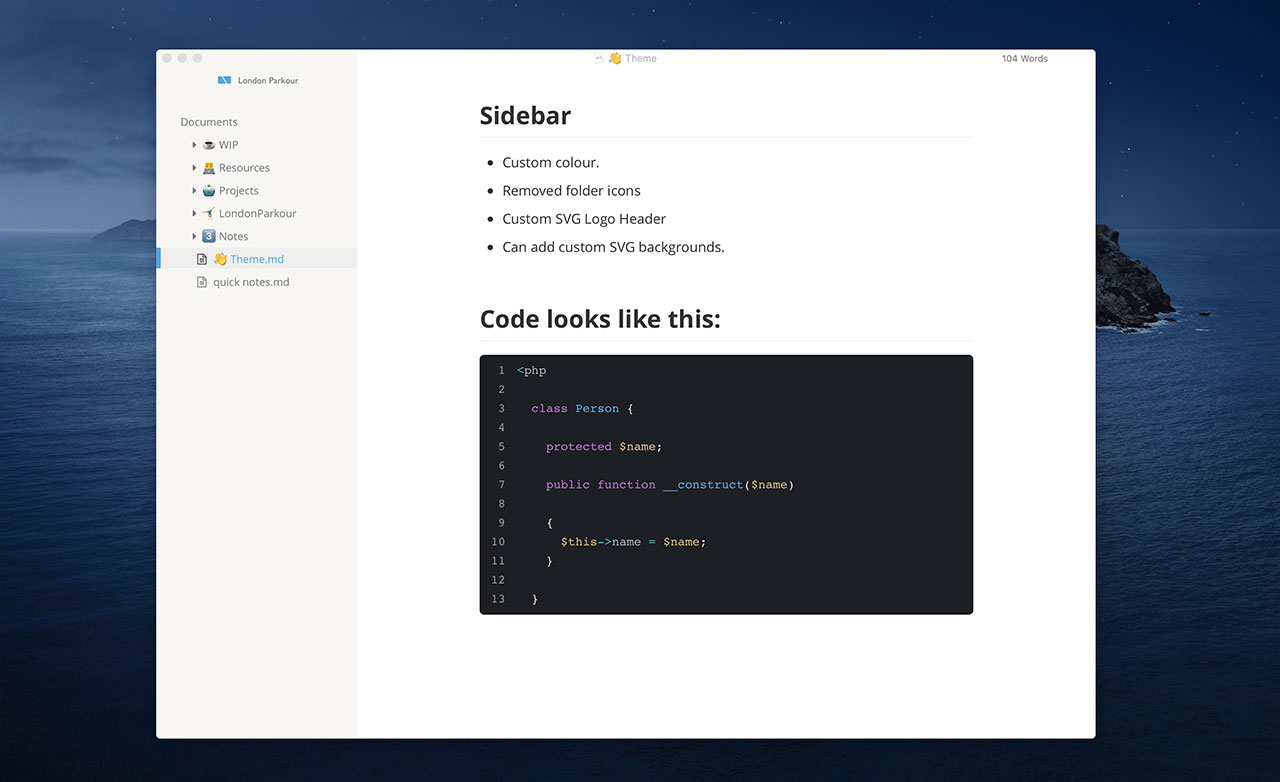 👋 Theme
104 Words
London Parkour
Documents
WIP
Resources
Projects
LondonParkour
3 Notes
👋 Theme.md
quick notes.md
Sidebar
• Custom colour.
• Removed folder icons
• Custom SVG Logo Header
• Can add custom SVG backgrounds.
Code looks like this:
1 <php
2
3 class Person {
4
5 protected $name;
6
7 public function __construct($name)
8
9 {
10 $this->name = $name;
11 }
12
13 }